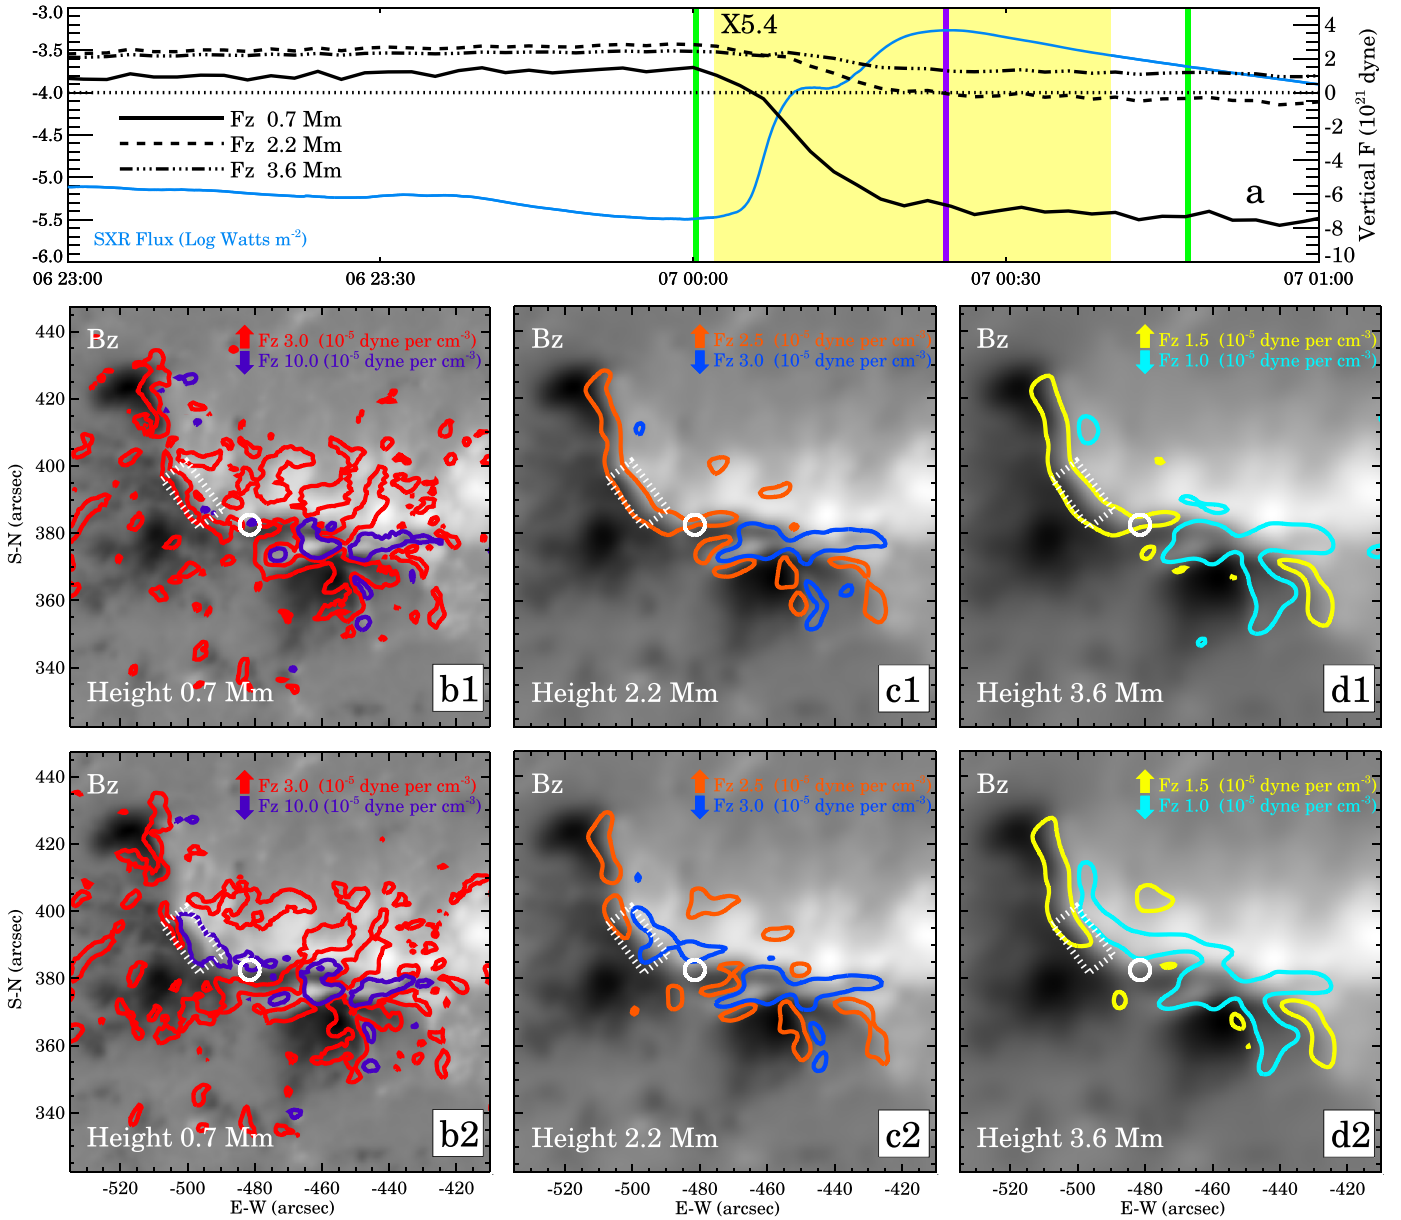 X5.4
-3.0
-3.5
-4.0
-4.5
-5.0
-5.5
-6.0
4
2
0
-2
-4
-6
-8
-10
Vertical F (10²¹ dyne)
Fz 0.7 Mm
Fz 2.2 Mm
Fz 3.6 Mm
a
SXR Flux (Log Watts m⁻²)
06 23:00 06 23:30 07 00:00 07 00:30 07 01:00
Bz
Fz 3.0 (10⁻⁵ dyne per cm⁻³)
Fz 10.0 (10⁻⁵ dyne per cm⁻³)
Height 0.7 Mm
b1
440
420
400
380
360
340
S-N (arcsec)
Bz
Fz 2.5 (10⁻⁵ dyne per cm⁻³)
Fz 3.0 (10⁻⁵ dyne per cm⁻³)
Height 2.2 Mm
c1
Bz
Fz 1.5 (10⁻⁵ dyne per cm⁻³)
Fz 1.0 (10⁻⁵ dyne per cm⁻³)
Height 3.6 Mm
d1
Bz
Fz 3.0 (10⁻⁵ dyne per cm⁻³)
Fz 10.0 (10⁻⁵ dyne per cm⁻³)
Height 0.7 Mm
b2
440
420
400
380
360
340
S-N (arcsec)
-520 -500 -480 -460 -440 -420
E-W (arcsec)
Bz
Fz 2.5 (10⁻⁵ dyne per cm⁻³)
Fz 3.0 (10⁻⁵ dyne per cm⁻³)
Height 2.2 Mm
c2
-520 -500 -480 -460 -440 -420
E-W (arcsec)
Bz
Fz 1.5 (10⁻⁵ dyne per cm⁻³)
Fz 1.0 (10⁻⁵ dyne per cm⁻³)
Height 3.6 Mm
d2
-520 -500 -480 -460 -440 -420
E-W (arcsec)